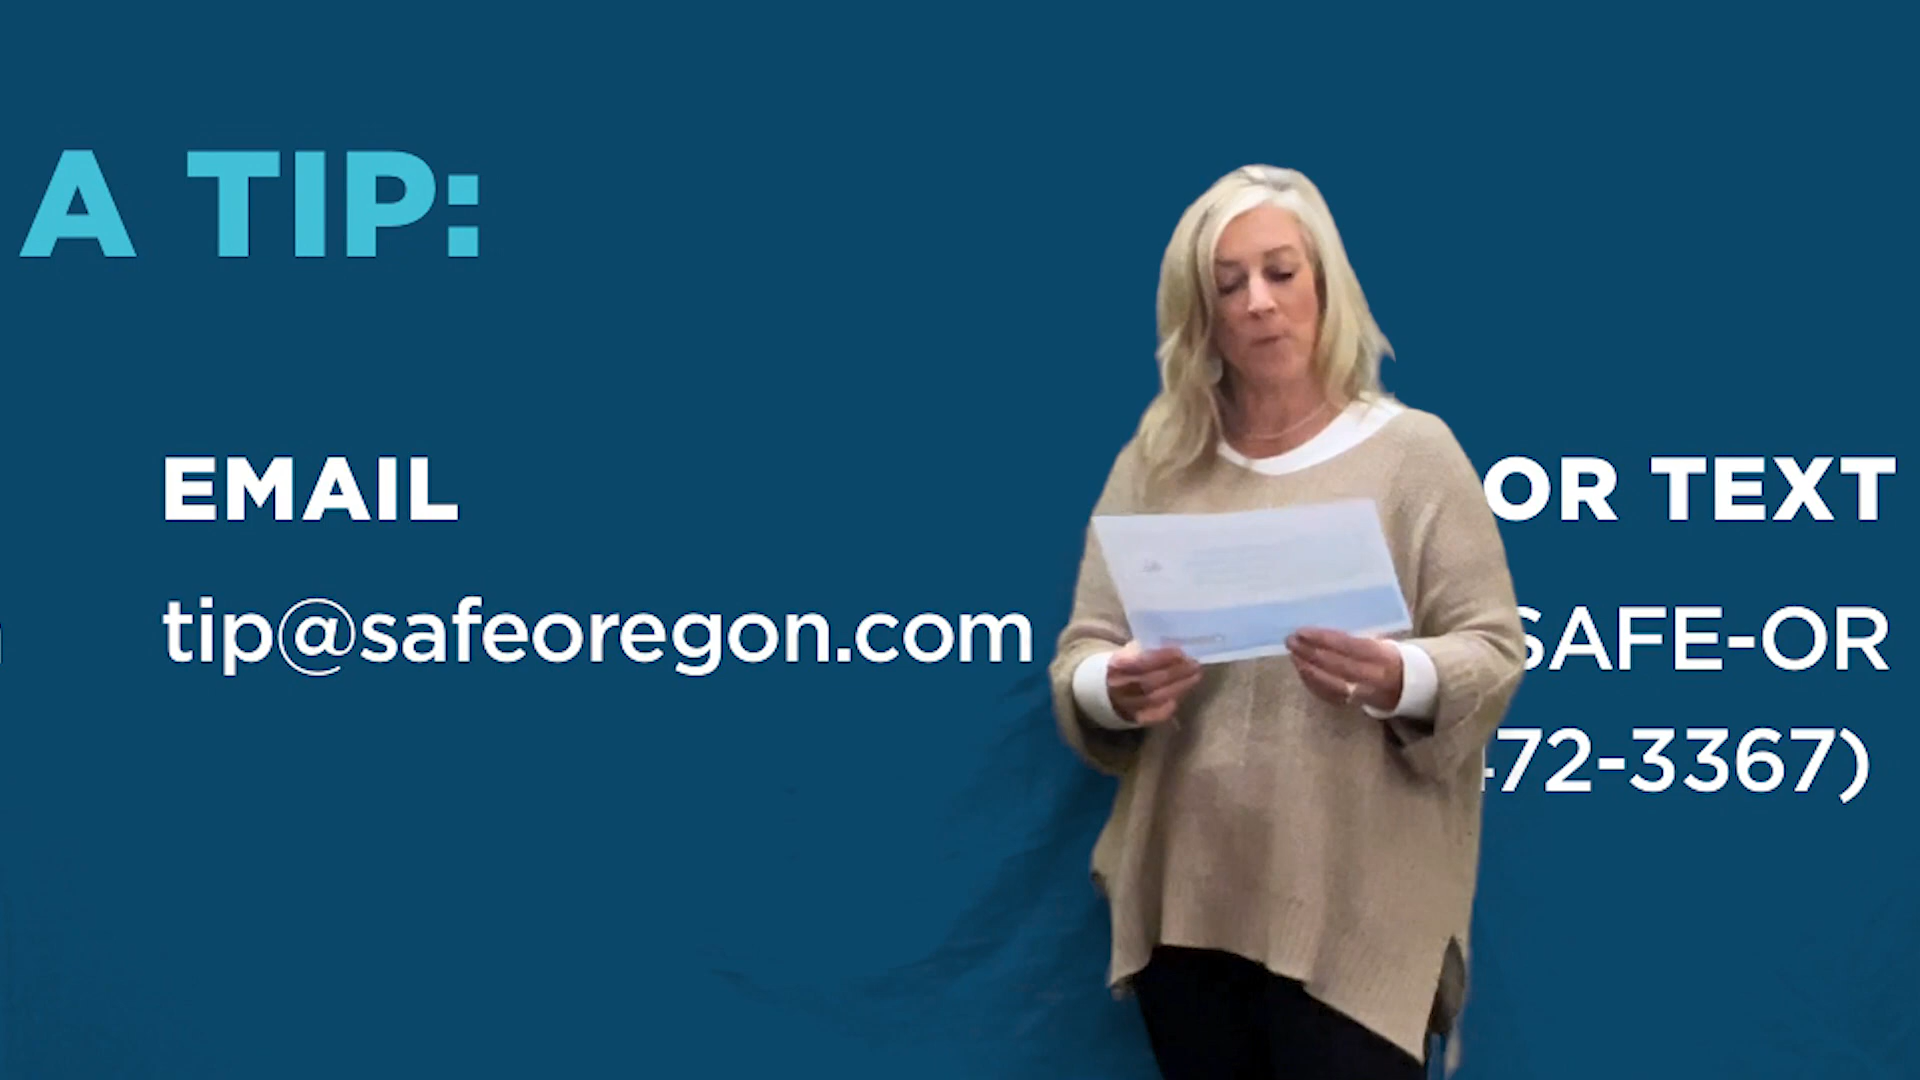 A TIP:
EMAIL
tip@safeoregon.com
OR TEXT
SAFE-OR
72-3367)